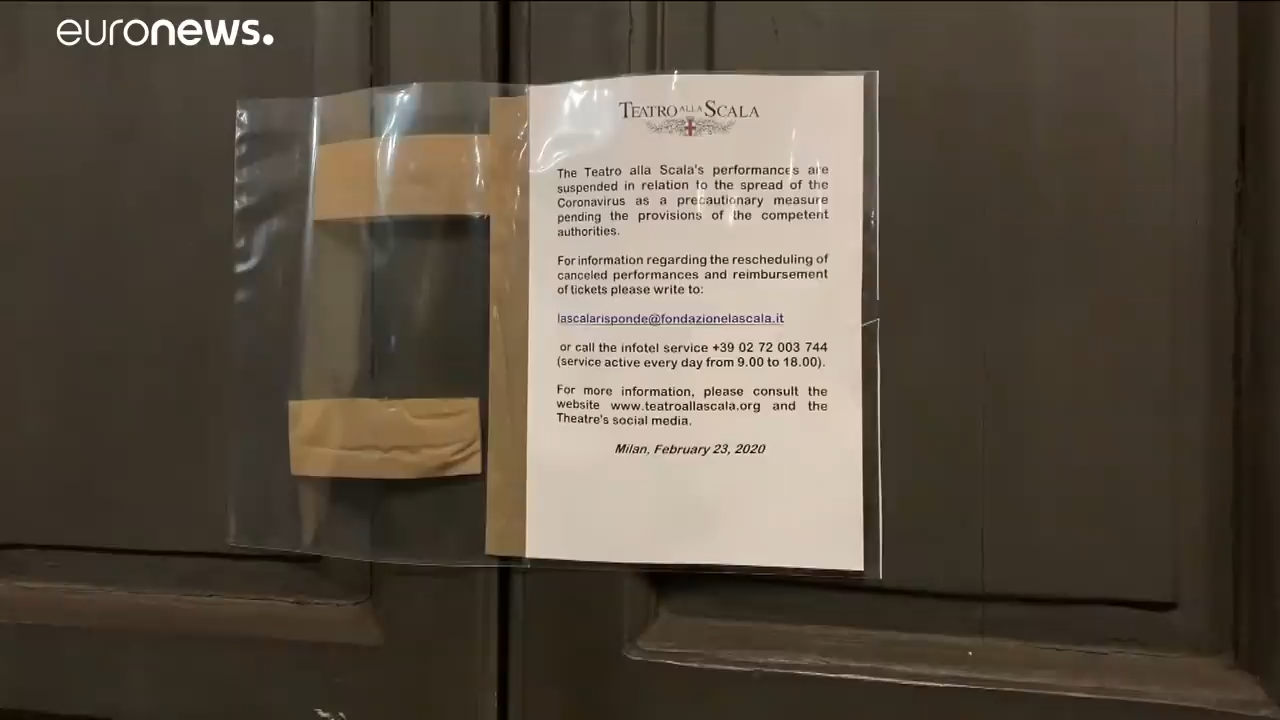 euronews.
TEATRO ALLA SCALA
The Teatro alla Scala's performances are
suspended in relation to the spread of the
Coronavirus as a precautionary measure
pending the provisions of the competent
authorities.
For information regarding the rescheduling of
canceled performances and reimbursement
of tickets please write to:
lascalarisponde@fondazionelascala.it
or call the infotel service +39 02 72 003 744
(service active every day from 9.00 to 18.00).
For more information, please consult the
website www.teatroallascala.org and the
Theatre's social media.
Milan, February 23, 2020